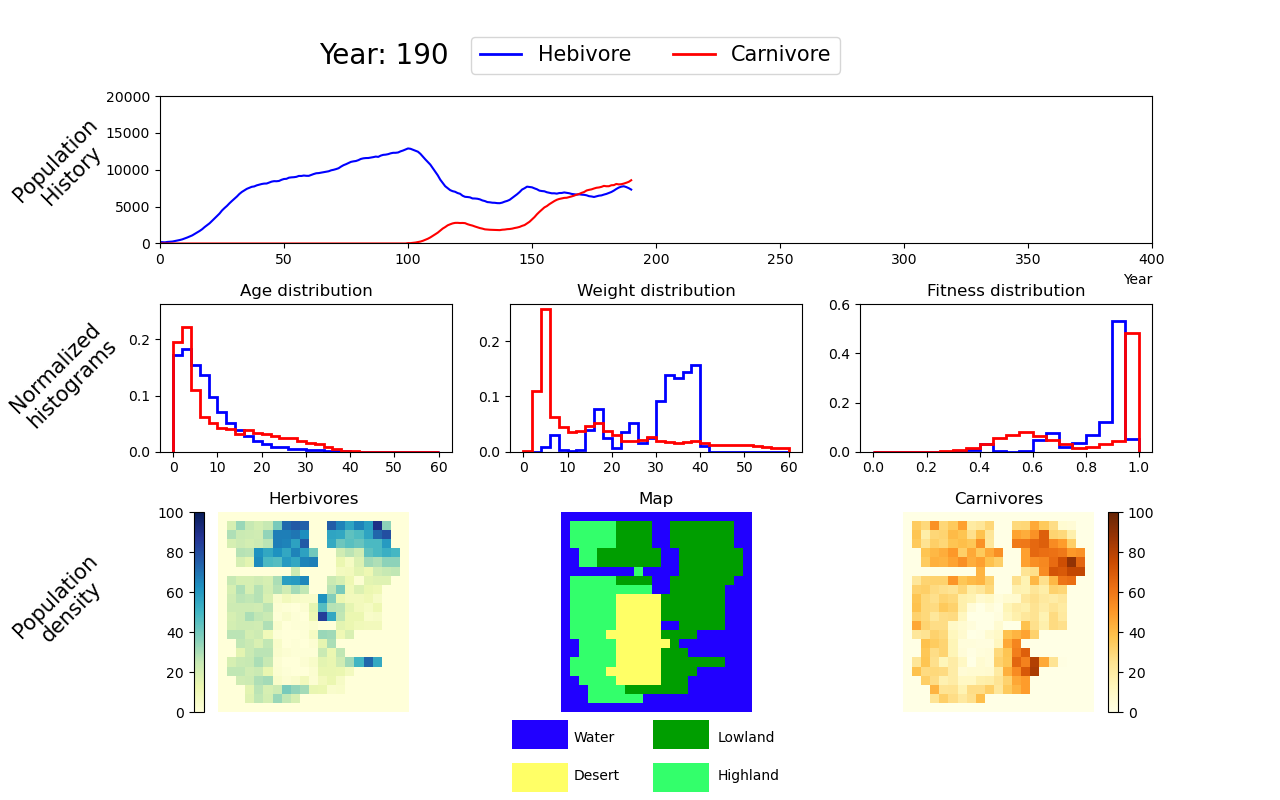 Year: 190
Hebivore
Carnivore
Population
History
20000
15000
10000
5000
0
0 50 100 150 200 250 300 350 400
Year
Normalized
histograms
Age distribution
0.2
0.1
0.0
0 10 20 30 40 50 60
Weight distribution
0.2
0.1
0.0
0 10 20 30 40 50 60
Fitness distribution
0.6
0.4
0.2
0.0
0.0 0.2 0.4 0.6 0.8 1.0
Population
density
Herbivores
100
80
60
40
20
0
Map
Carnivores
100
80
60
40
20
0
Water
Lowland
Desert
Highland